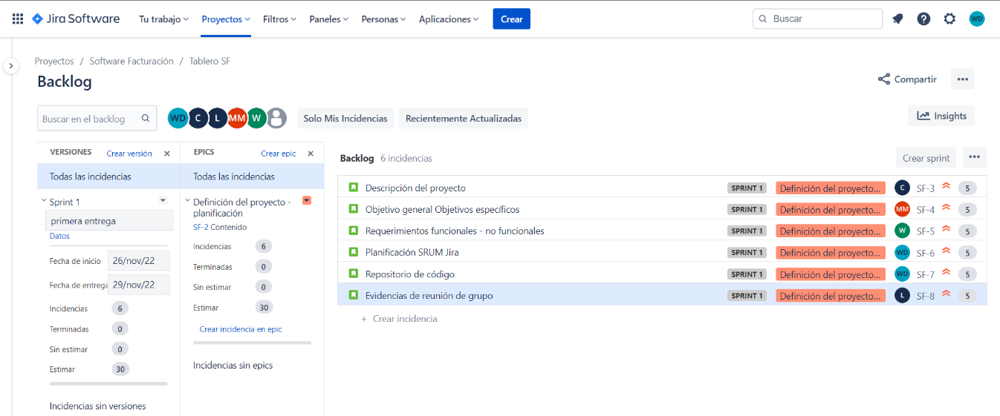 Jira Software Tu trabajo Proyectos Filtros Paneles Personas Aplicaciones Crear Buscar WD
Proyectos / Software Facturación / Tablero SF
Backlog
Compartir
Buscar en el backlog WD C L MM W Solo Mis Incidencias Recientemente Actualizadas Insights
VERSIONES Crear versión
Todas las incidencias
Sprint 1
primera entrega
Datos
Fecha de inicio 26/nov/22
Fecha de entrega 29/nov/22
Incidencias 6
Terminadas 0
Sin estimar 0
Estimar 30
Incidencias sin versiones
EPICS Crear epic
Todas las incidencias
Definición del proyecto -
planificación
SF-2 Contenido
Incidencias 6
Terminadas 0
Sin estimar 0
Estimar 30
Crear incidencia en epic
Incidencias sin epics
Backlog 6 incidencias Crear sprint
Descripción del proyecto SPRINT 1 Definición del proyecto... C SF-3 5
Objetivo general Objetivos específicos SPRINT 1 Definición del proyecto... MM SF-4 5
Requerimientos funcionales - no funcionales SPRINT 1 Definición del proyecto... W SF-5 5
Planificación SRUM Jira SPRINT 1 Definición del proyecto... WD SF-6 5
Repositorio de código SPRINT 1 Definición del proyecto... WD SF-7 5
Evidencias de reunión de grupo SPRINT 1 Definición del proyecto... L SF-8 5
+ Crear incidencia